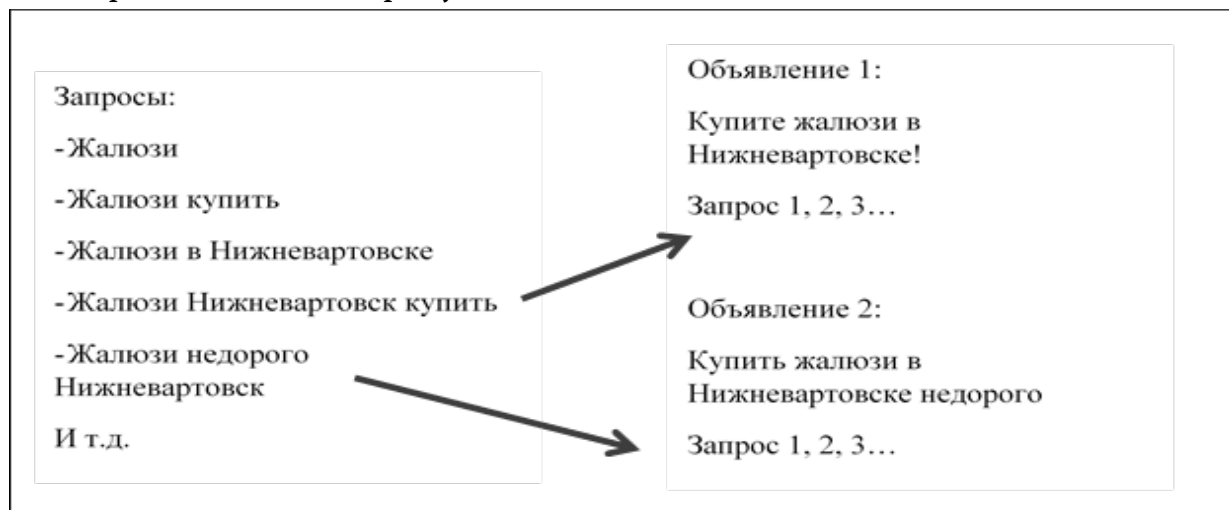 Запросы:
-Жалюзи
-Жалюзи купить
-Жалюзи в Нижневартовске
-Жалюзи Нижневартовск купить
-Жалюзи недорого
Нижневартовск
И т.д.
Объявление 1:
Купите жалюзи в
Нижневартовске!
Запрос 1, 2, 3…
Объявление 2:
Купить жалюзи в
Нижневартовске недорого
Запрос 1, 2, 3…